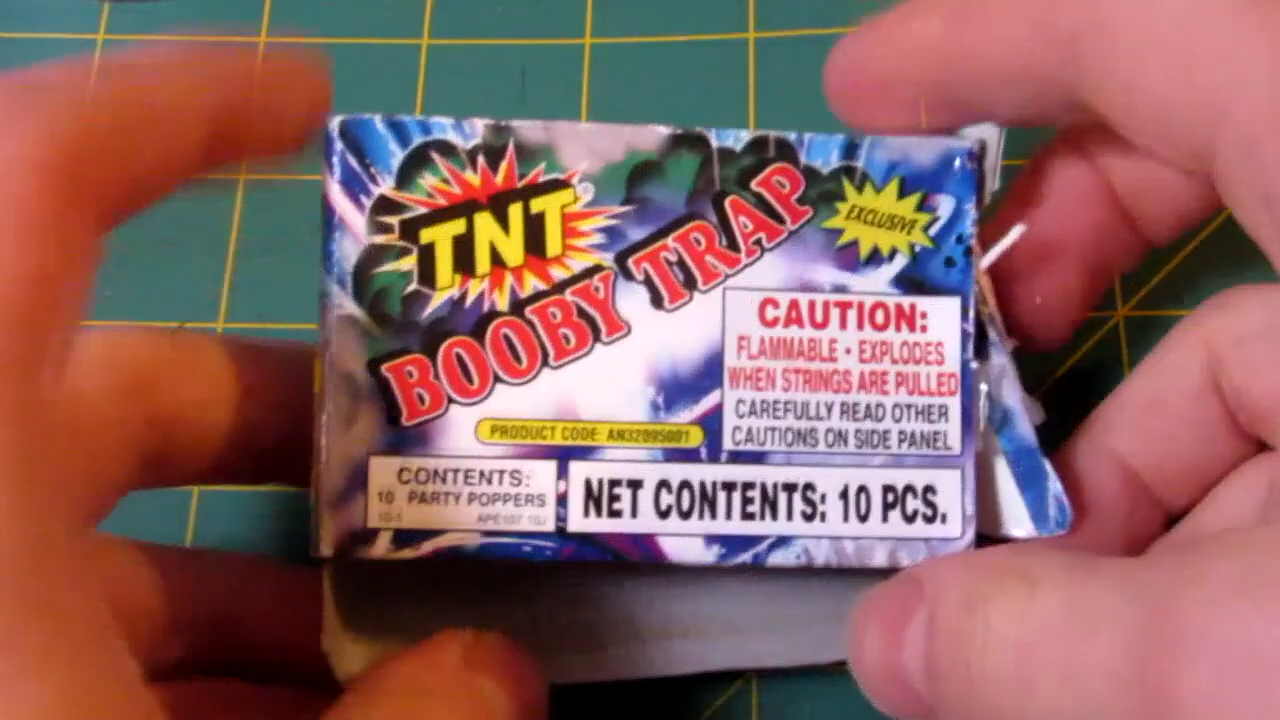 TNT®
BOOBY TRAP
EXCLUSIVE
CAUTION:
FLAMMABLE • EXPLODES
WHEN STRINGS ARE PULLED
CAREFULLY READ OTHER
CAUTIONS ON SIDE PANEL
PRODUCT CODE: AN32095001
CONTENTS:
10 PARTY POPPERS
NET CONTENTS: 10 PCS.